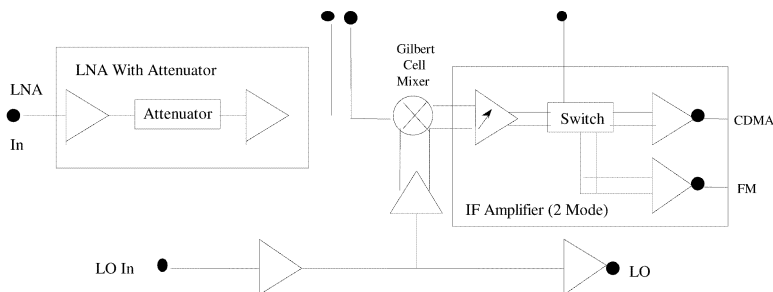 LNA With Attenuator
LNA
In
Attenuator
Gilbert
Cell
Mixer
Switch
CDMA
FM
IF Amplifier (2 Mode)
LO In
LO